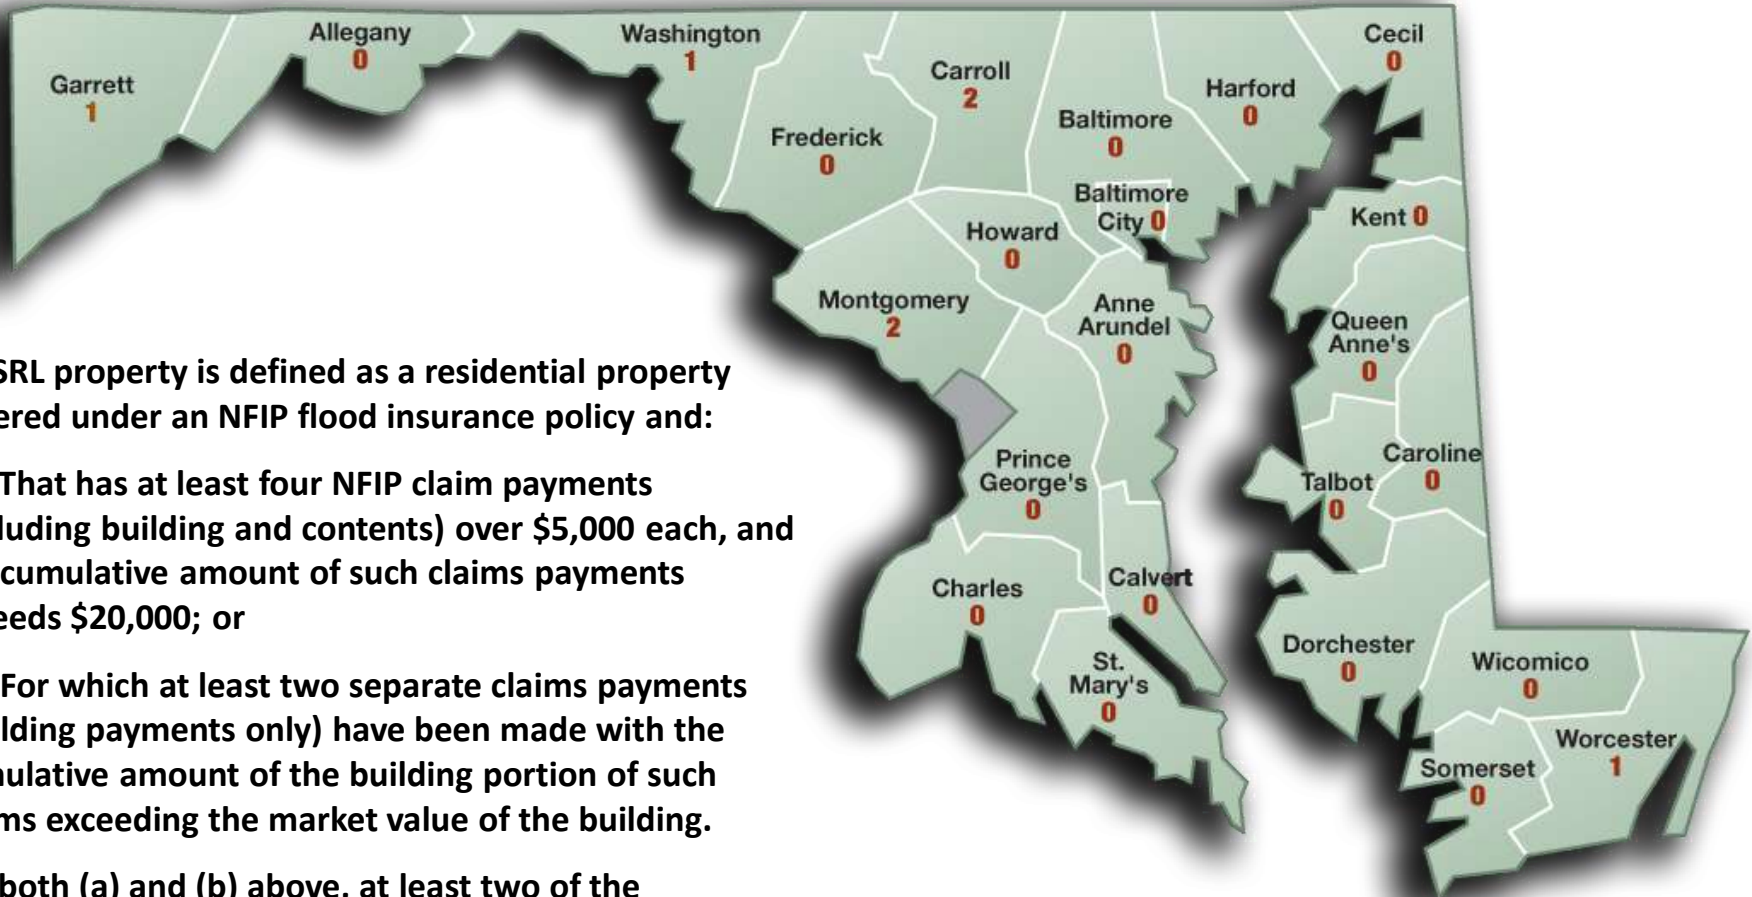 Allegany
0
Washington
1
Cecil
0
Garrett
1
Carroll
2
Harford
0
Baltimore
0
Frederick
0
Baltimore
City 0
Kent 0
Howard
0
Montgomery
2
Anne
Arundel
0
Queen
Anne's
0
SRL property is defined as a residential property
ered under an NFIP flood insurance policy and:
Prince
George's
0
Caroline
0
Talbot
0
That has at least four NFIP claim payments
luding building and contents) over $5,000 each, and
cumulative amount of such claims payments
eeds $20,000; or
Charles
0
Calvert
0
Dorchester
0
St.
Mary's
0
Wicomico
0
For which at least two separate claims payments
lding payments only) have been made with the
ulative amount of the building portion of such
ms exceeding the market value of the building.
Worcester
1
Somerset
0
both (a) and (b) above, at least two of the